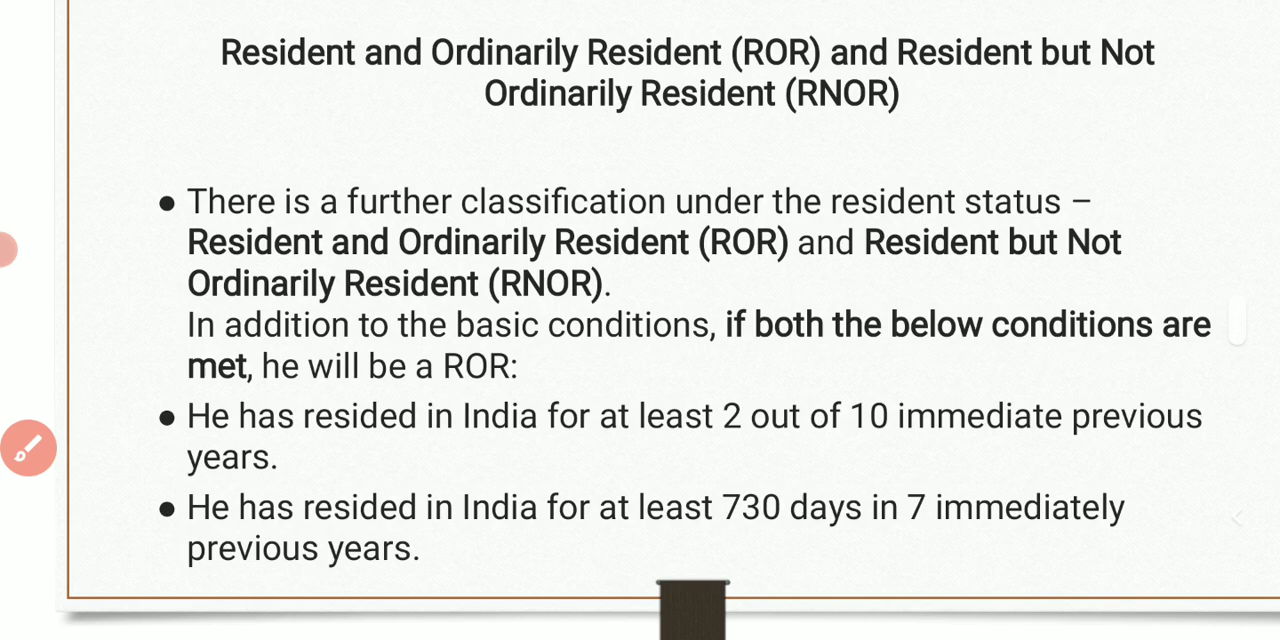 Resident and Ordinarily Resident (ROR) and Resident but Not
Ordinarily Resident (RNOR)
● There is a further classification under the resident status –
Resident and Ordinarily Resident (ROR) and Resident but Not
Ordinarily Resident (RNOR).
In addition to the basic conditions, if both the below conditions are
met, he will be a ROR:
● He has resided in India for at least 2 out of 10 immediate previous
years.
● He has resided in India for at least 730 days in 7 immediately
previous years.